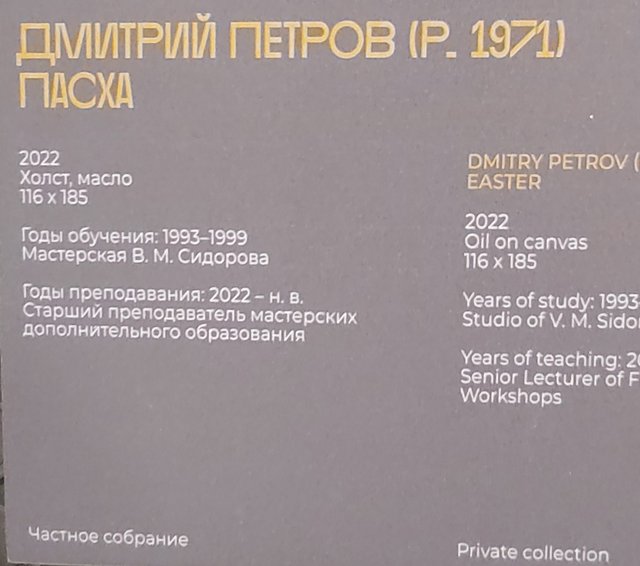 ДМИТРИЙ ПЕТРОВ (Р. 1971)
ПАСХА
2022
Холст, масло
116 х 185
Годы обучения: 1993–1999
Мастерская В. М. Сидорова
Годы преподавания: 2022 – н. в.
Старший преподаватель мастерских
дополнительного образования
Частное собрание
DMITRY PETROV (
EASTER
2022
Oil on canvas
116 x 185
Years of study: 1993
Studio of V. M. Sido
Years of teaching: 20
Senior Lecturer of F
Workshops
Private collection